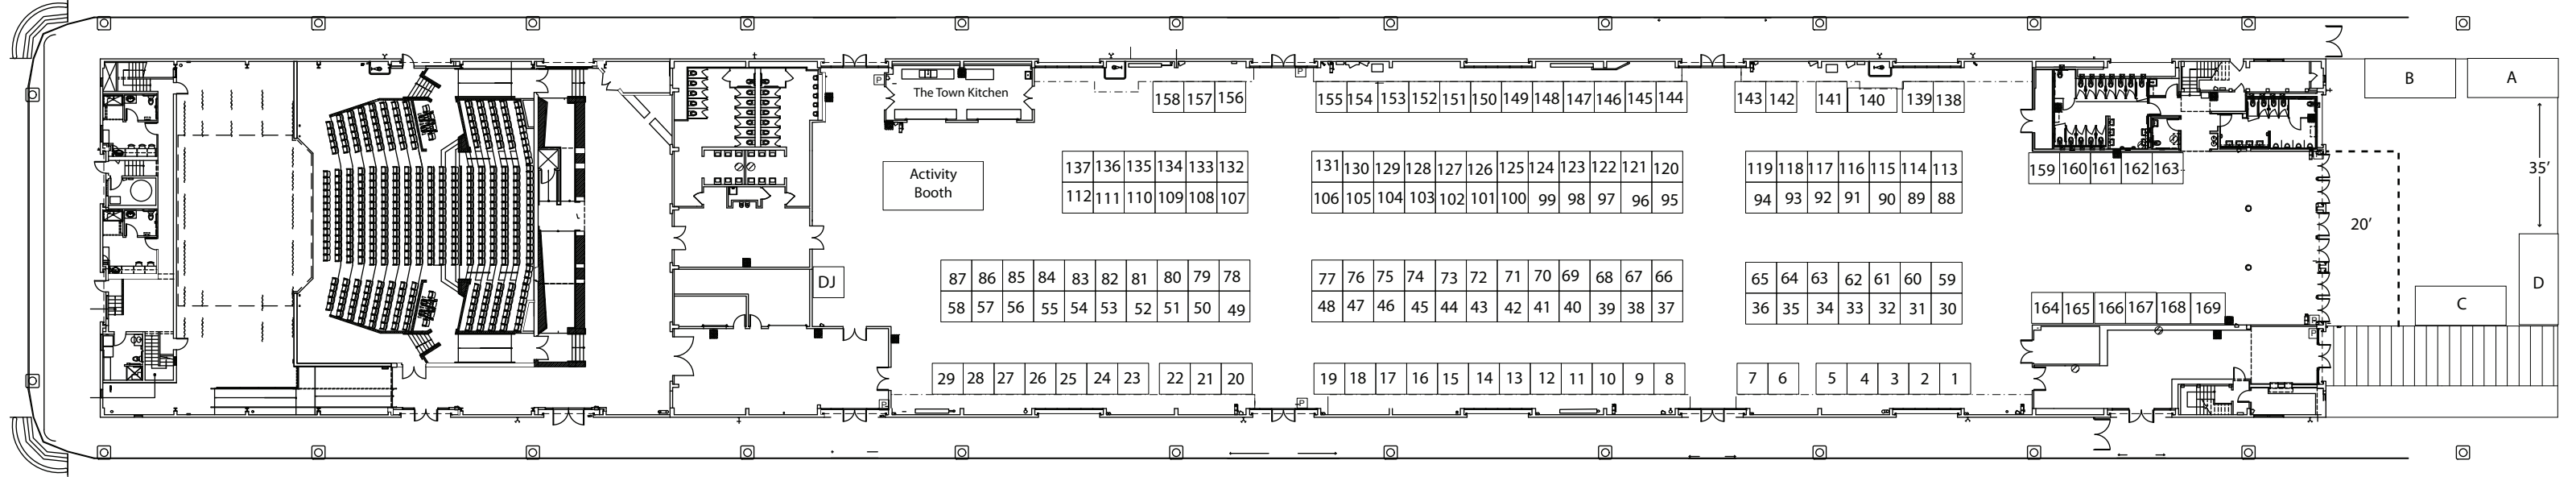 B A
P P
The Town Kitchen
158 157 156 155 154 153 152 151 150 149 148 147 146 145 144 143 142 141 140 139 138
137 136 135 134 133 132 131 130 129 128 127 126 125 124 123 122 121 120 119 118 117 116 115 114 113
159 160 161 162 163
35’
Activity
Booth
112 111 110 109 108 107 106 105 104 103 102 101 100 99 98 97 96 95 94 93 92 91 90 89 88
20’
87 86 85 84 83 82 81 80 79 78 77 76 75 74 73 72 71 70 69 68 67 66 65 64 63 62 61 60 59
DJ
D
58 57 56 55 54 53 52 51 50 49 48 47 46 45 44 43 42 41 40 39 38 37 36 35 34 33 32 31 30
164 165 166 167 168 169
C
29 28 27 26 25 24 23 22 21 20 19 18 17 16 15 14 13 12 11 10 9 8 7 6 5 4 3 2 1
P P